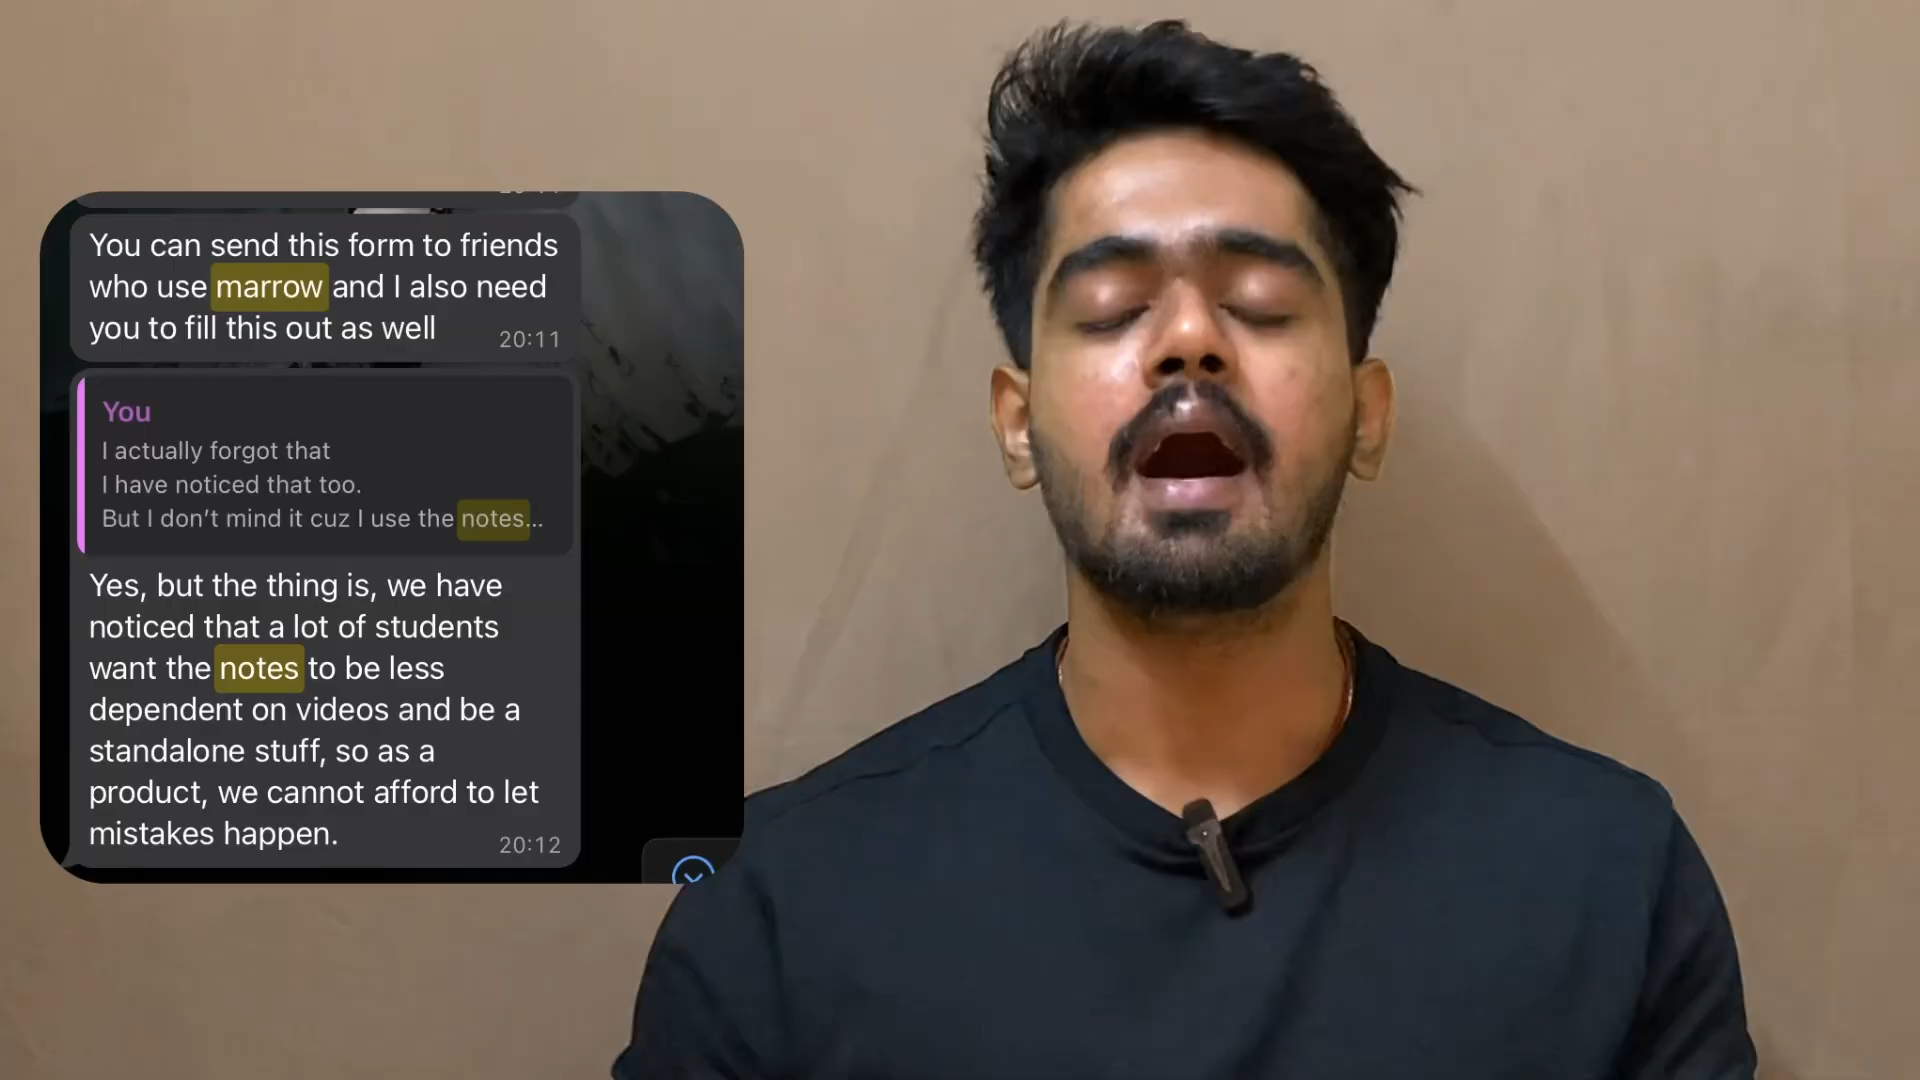 You can send this form to friends
who use marrow and I also need
you to fill this out as well
20:11
You
I actually forgot that
I have noticed that too.
But I don’t mind it cuz I use the notes...
Yes, but the thing is, we have
noticed that a lot of students
want the notes to be less
dependent on videos and be a
standalone stuff, so as a
product, we cannot afford to let
mistakes happen.
20:12